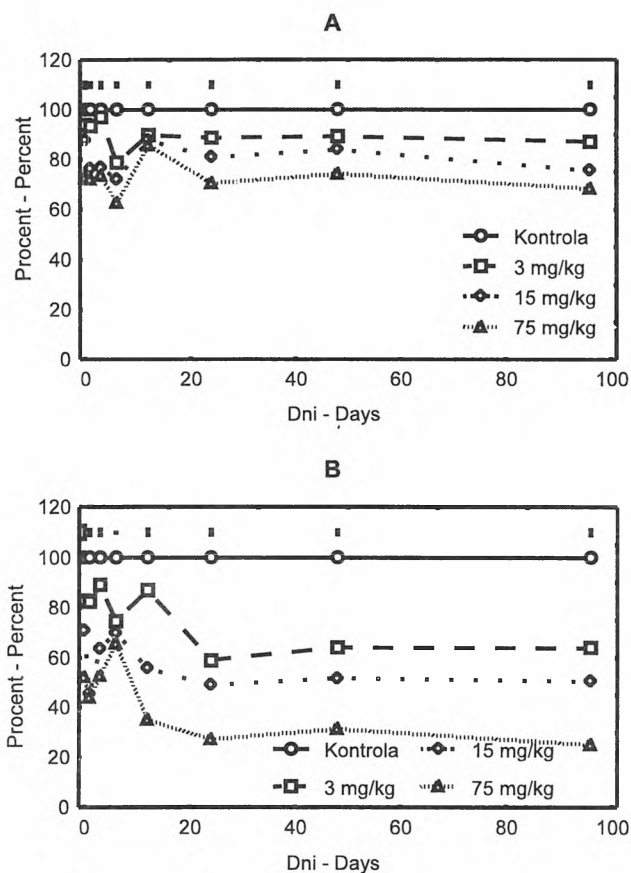 A
120
100
80
60
40
20
0
Procent - Percent
Kontrola
3 mg/kg
15 mg/kg
75 mg/kg
0 20 40 60 80 100
Dni - Days
B
120
100
80
60
40
20
0
Procent - Percent
Kontrola 15 mg/kg
3 mg/kg 75 mg/kg
0 20 40 60 80 100
Dni - Days